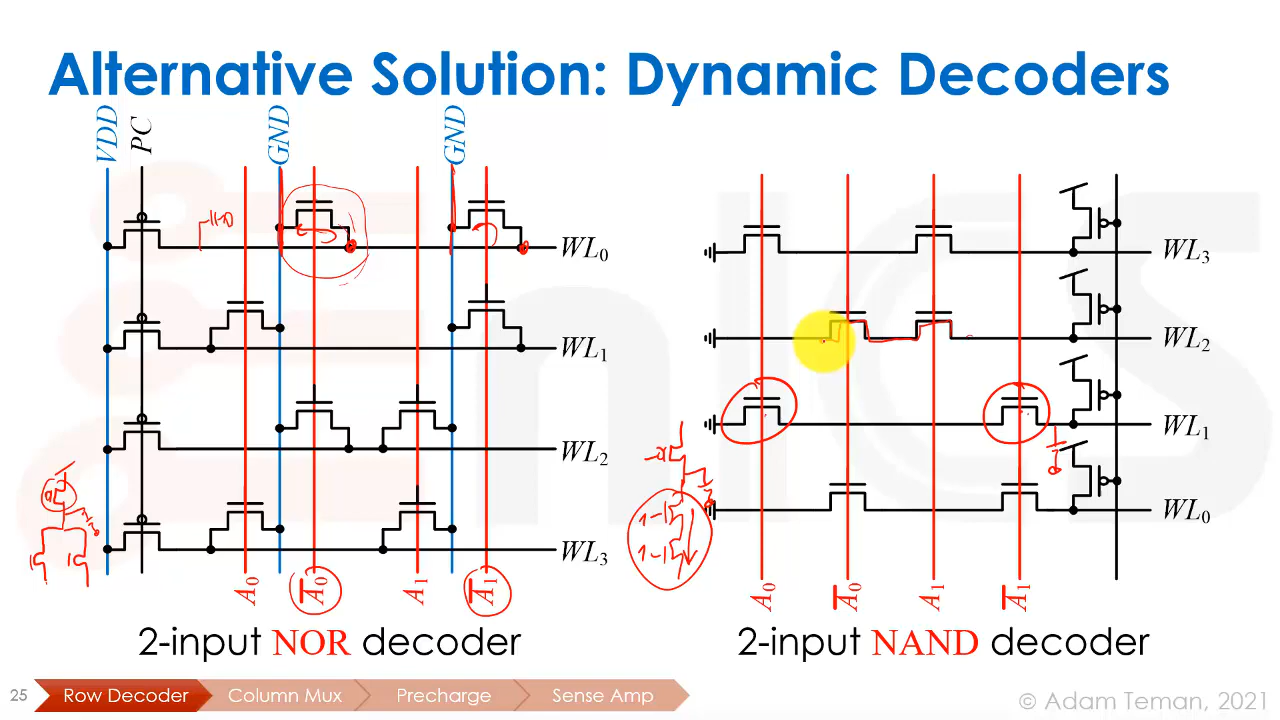 Alternative Solution: Dynamic Decoders
VDD
PC
GND
GND
WL0
WL1
WL2
WL3
A0
A̅0
A1
A̅1
2-input NOR decoder
WL3
WL2
WL1
WL0
A0
A̅0
A1
A̅1
2-input NAND decoder
25
Row Decoder
Column Mux
Precharge
Sense Amp
© Adam Teman, 2021